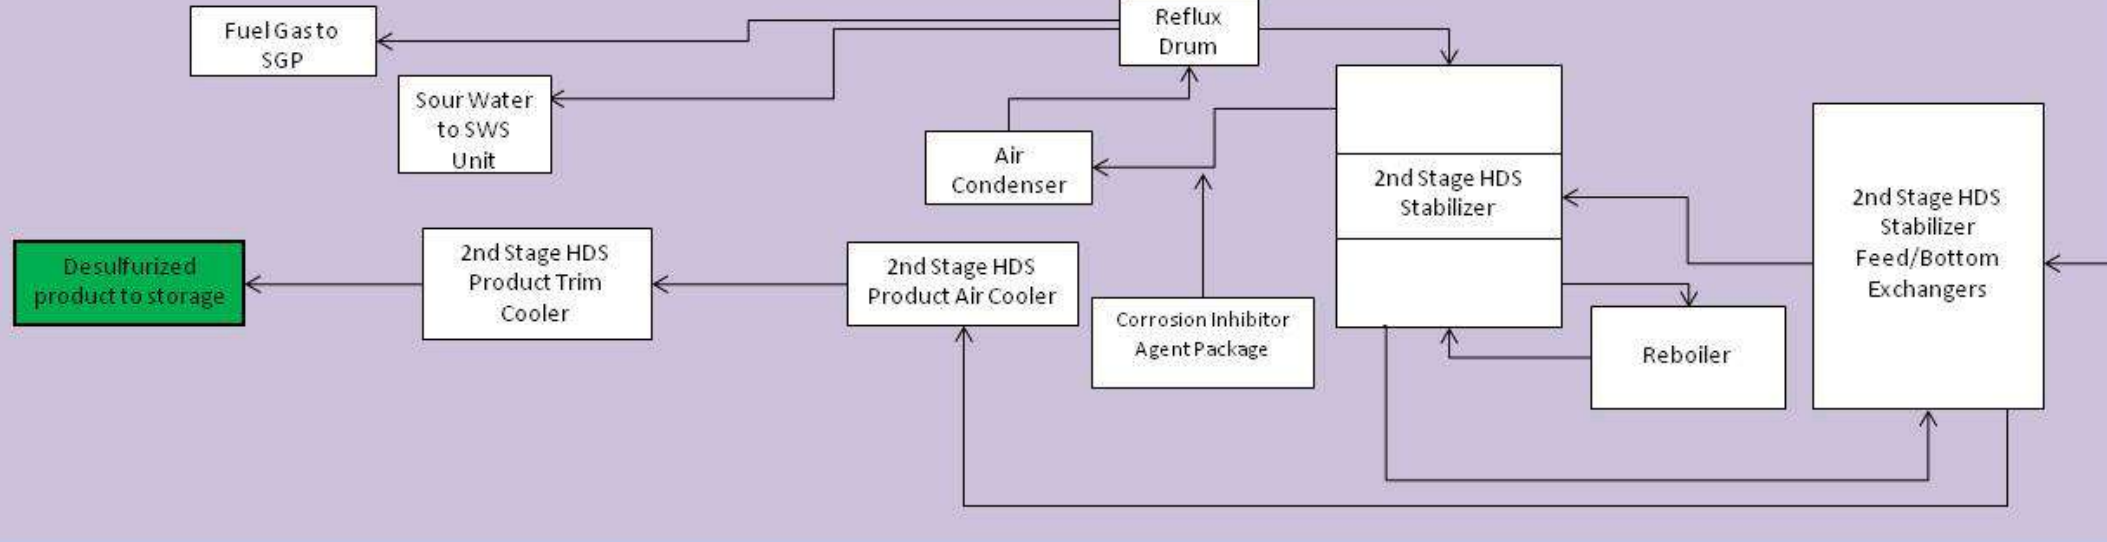 Fuel Gas to
SGP
Reflux
Drum
Sour Water
to SWS
Unit
Air
Condenser
2nd Stage HDS
Stabilizer
2nd Stage HDS
Stabilizer
Feed/Bottom
Exchangers
Desulfurized
product to storage
2nd Stage HDS
Product Trim
Cooler
2nd Stage HDS
Product Air Cooler
Corrosion Inhibitor
Agent Package
Reboiler